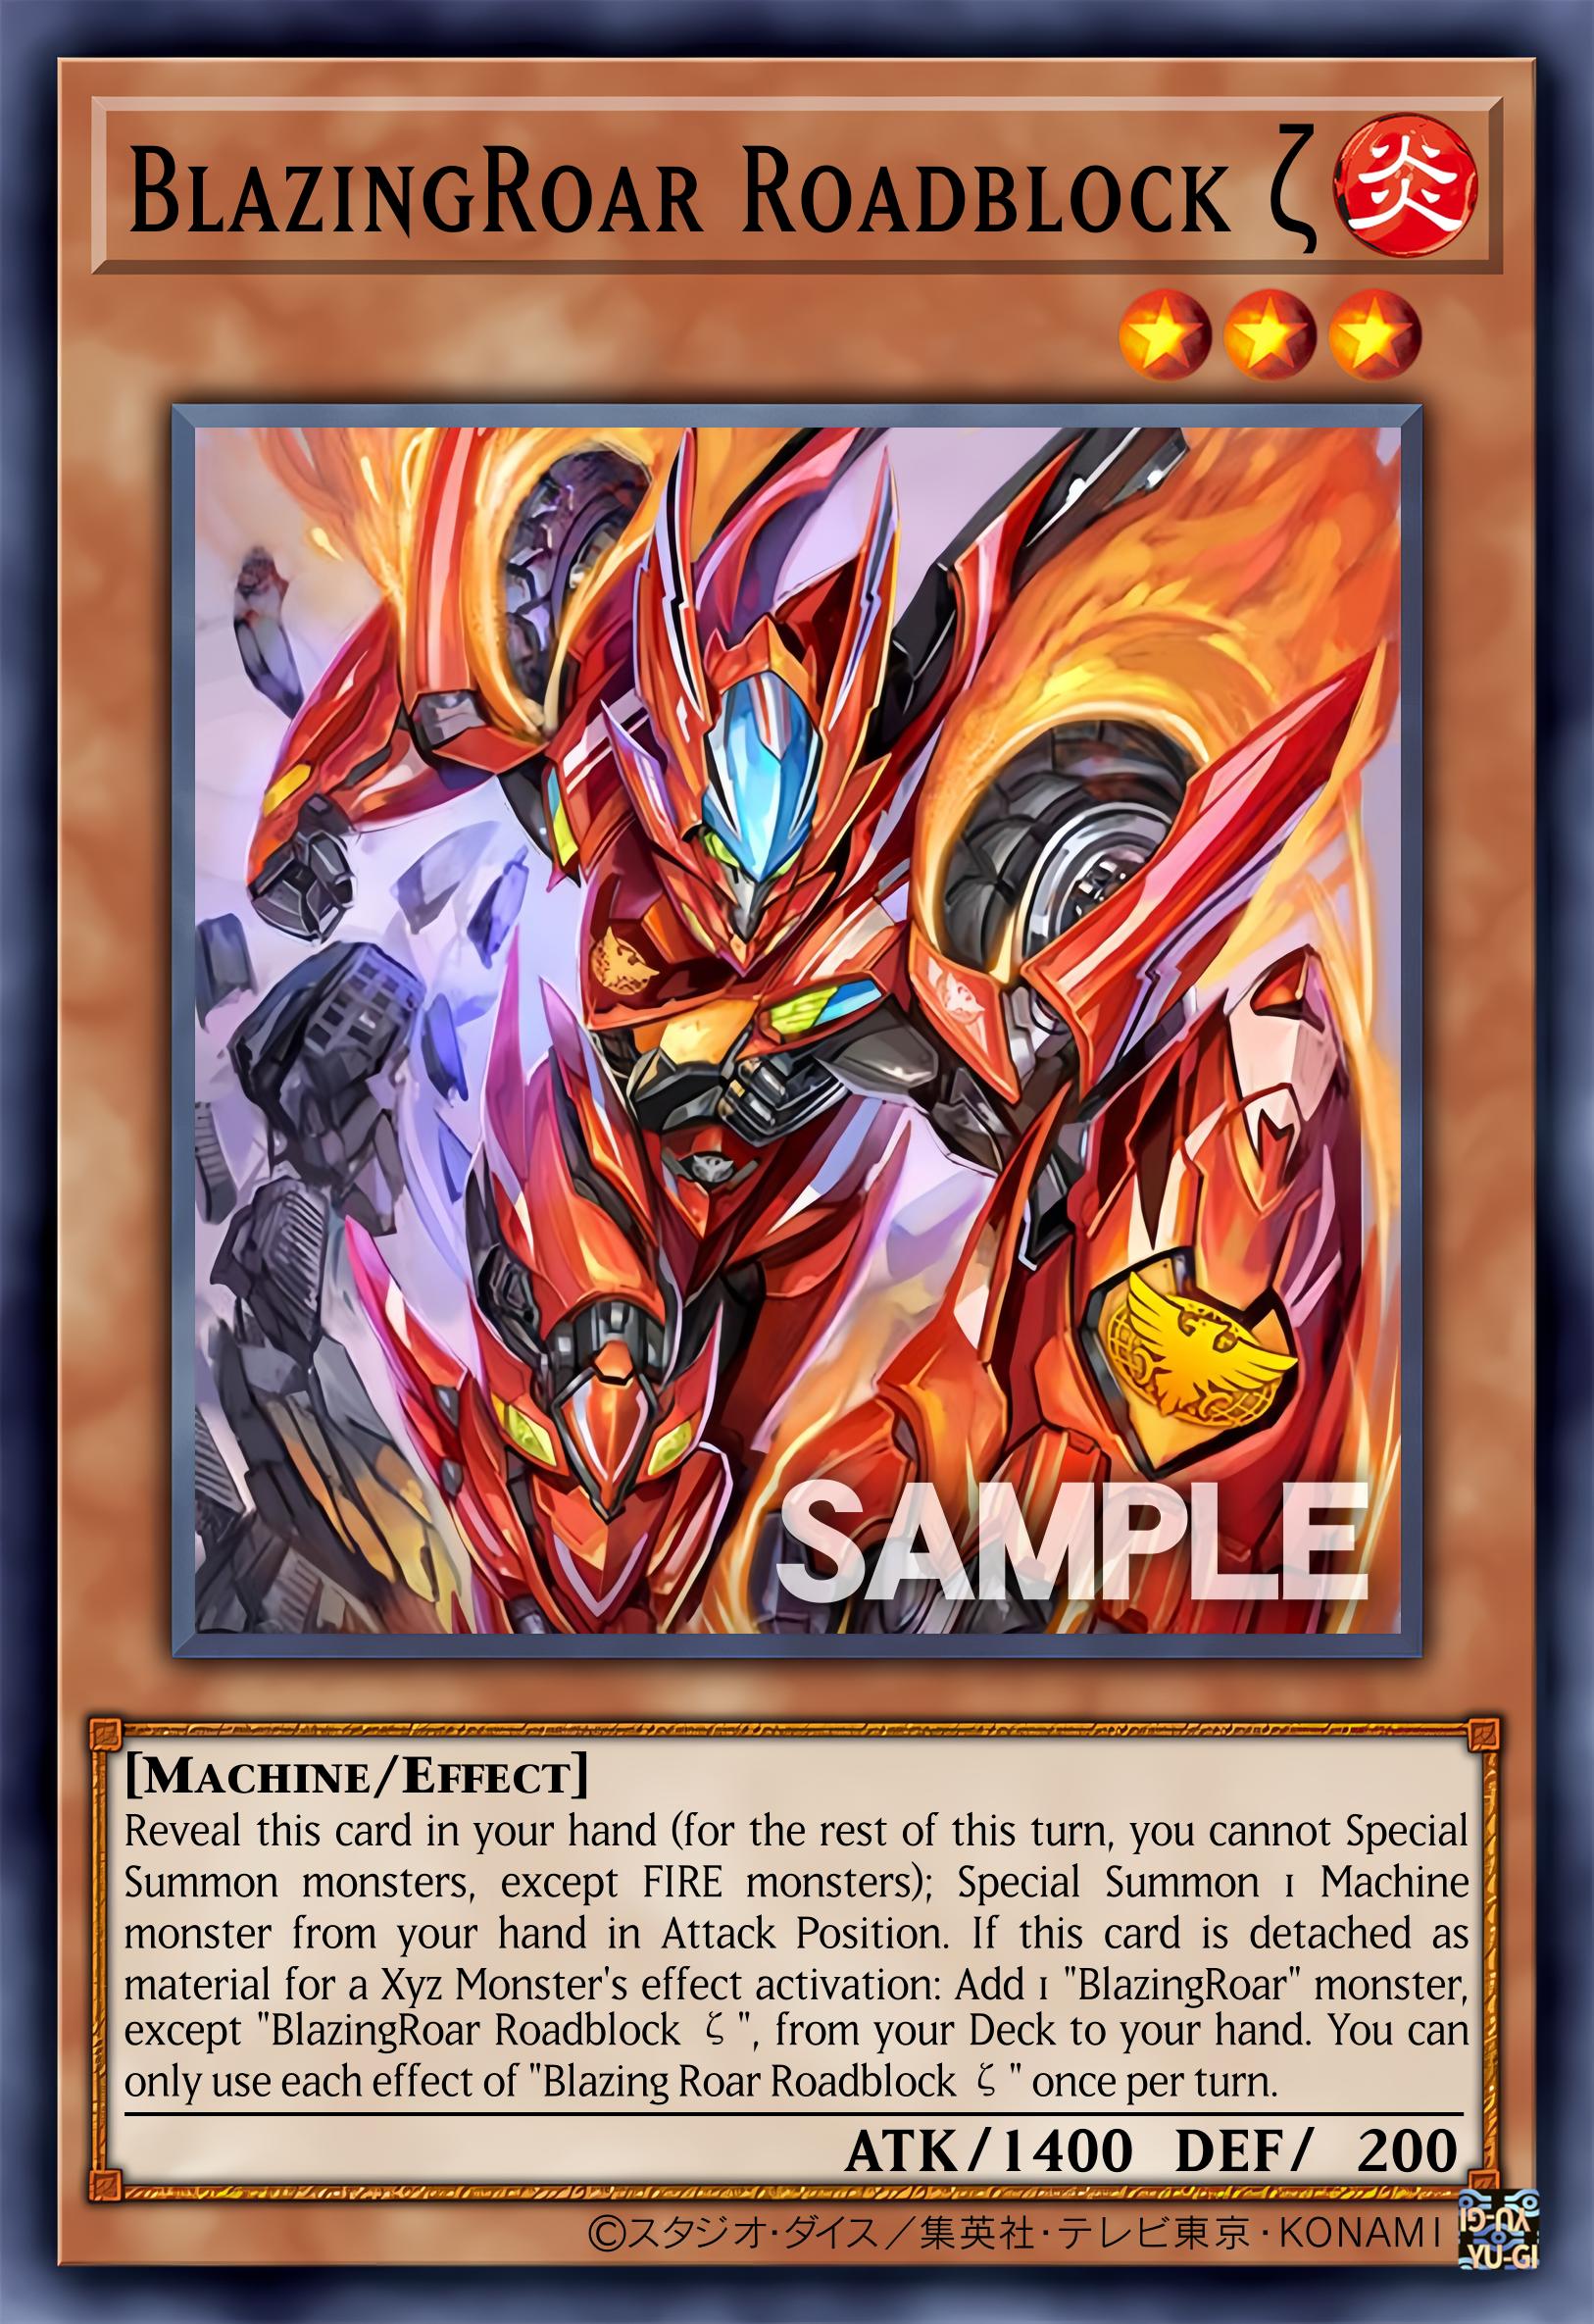 BlazingRoar Roadblock ζ 炎
SAMPLE
[Machine/Effect]
Reveal this card in your hand (for the rest of this turn, you cannot Special
Summon monsters, except FIRE monsters); Special Summon 1 Machine
monster from your hand in Attack Position. If this card is detached as
material for a Xyz Monster's effect activation: Add 1 "BlazingRoar" monster,
except "BlazingRoar Roadblock ζ ", from your Deck to your hand. You can
only use each effect of "Blazing Roar Roadblock ζ " once per turn.
ATK/1400 DEF/ 200
©スタジオ・ダイス/集英社・テレビ東京・KONAMI
YU-GI
YU-GI